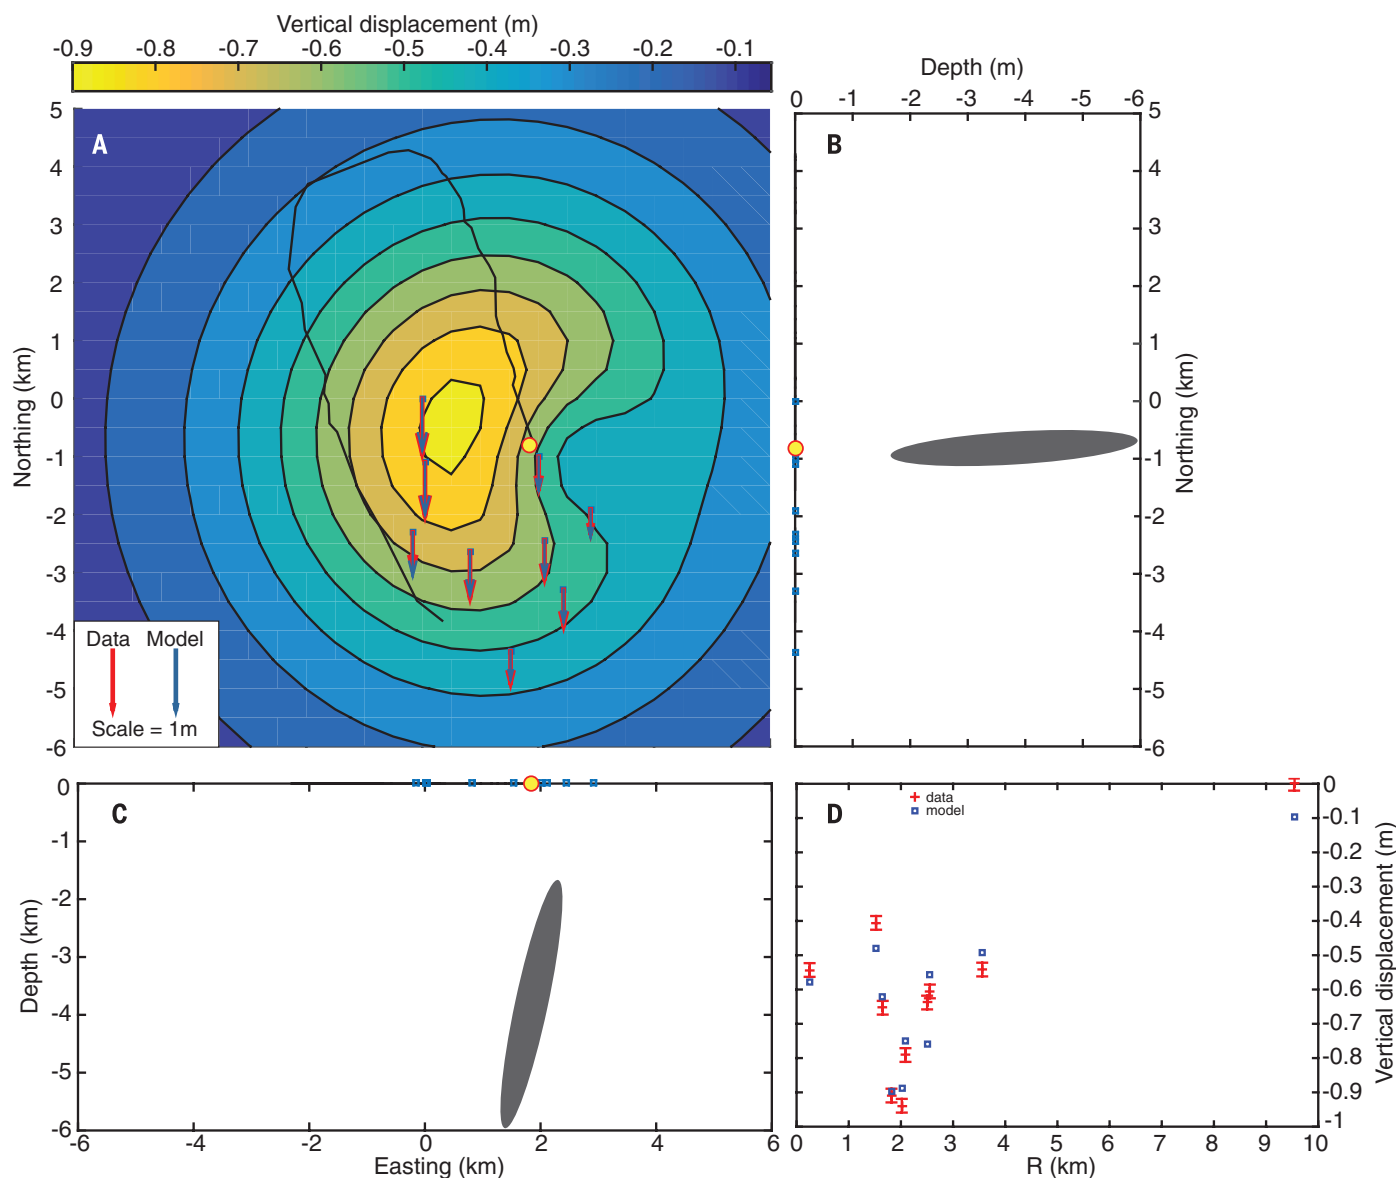 Vertical displacement (m)
-0.9 -0.8 -0.7 -0.6 -0.5 -0.4 -0.3 -0.2 -0.1
A
5
4
3
2
1
0
-1
-2
-3
-4
-5
-6
Northing (km)
Data Model
Scale = 1m
Depth (m)
0 -1 -2 -3 -4 -5 -6
B
5
4
3
2
1
0
-1
-2
-3
-4
-5
-6
Northing (km)
C
0
-1
-2
-3
-4
-5
-6
Depth (km)
-6 -4 -2 0 2 4 6
Easting (km)
D
data
model
0
-0.1
-0.2
-0.3
-0.4
-0.5
-0.6
-0.7
-0.8
-0.9
-1
Vertical displacement (m)
0 1 2 3 4 5 6 7 8 9 10
R (km)